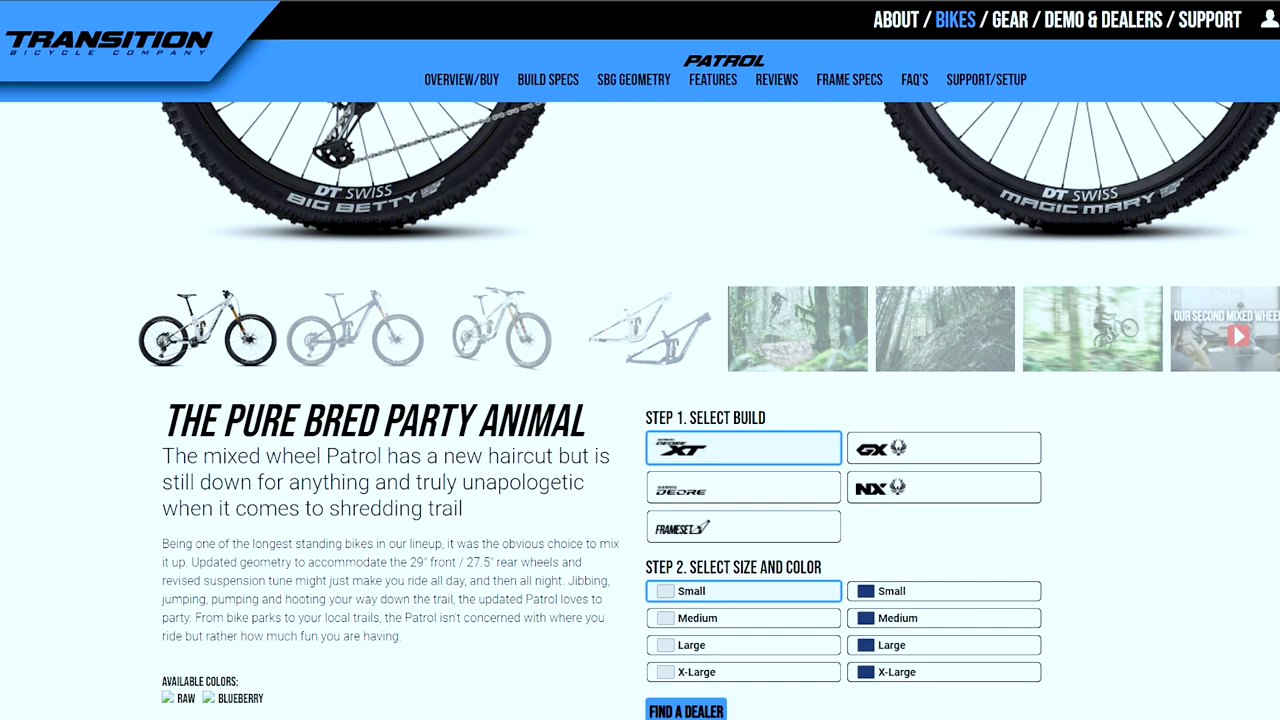 TRANSITION
BICYCLE COMPANY
ABOUT / BIKES / GEAR / DEMO & DEALERS / SUPPORT
PATROL
OVERVIEW/BUY BUILD SPECS SBG GEOMETRY FEATURES REVIEWS FRAME SPECS FAQ'S SUPPORT/SETUP
DT SWISS
BIG BETTY
DT SWISS
MAGIC MARY
OUR SECOND MIXED WHEE
THE PURE BRED PARTY ANIMAL
The mixed wheel Patrol has a new haircut but is
still down for anything and truly unapologetic
when it comes to shredding trail
Being one of the longest standing bikes in our lineup, it was the obvious choice to mix
it up. Updated geometry to accommodate the 29" front / 27.5" rear wheels and
revised suspension tune might just make you ride all day, and then all night. Jibbing,
jumping, pumping and hooting your way down the trail, the updated Patrol loves to
party. From bike parks to your local trails, the Patrol isn't concerned with where you
ride but rather how much fun you are having.
AVAILABLE COLORS:
RAW BLUEBERRY
STEP 1. SELECT BUILD
DEORE XT GX
DEORE NX
FRAMESET
STEP 2. SELECT SIZE AND COLOR
Small Small
Medium Medium
Large Large
X-Large X-Large
FIND A DEALER